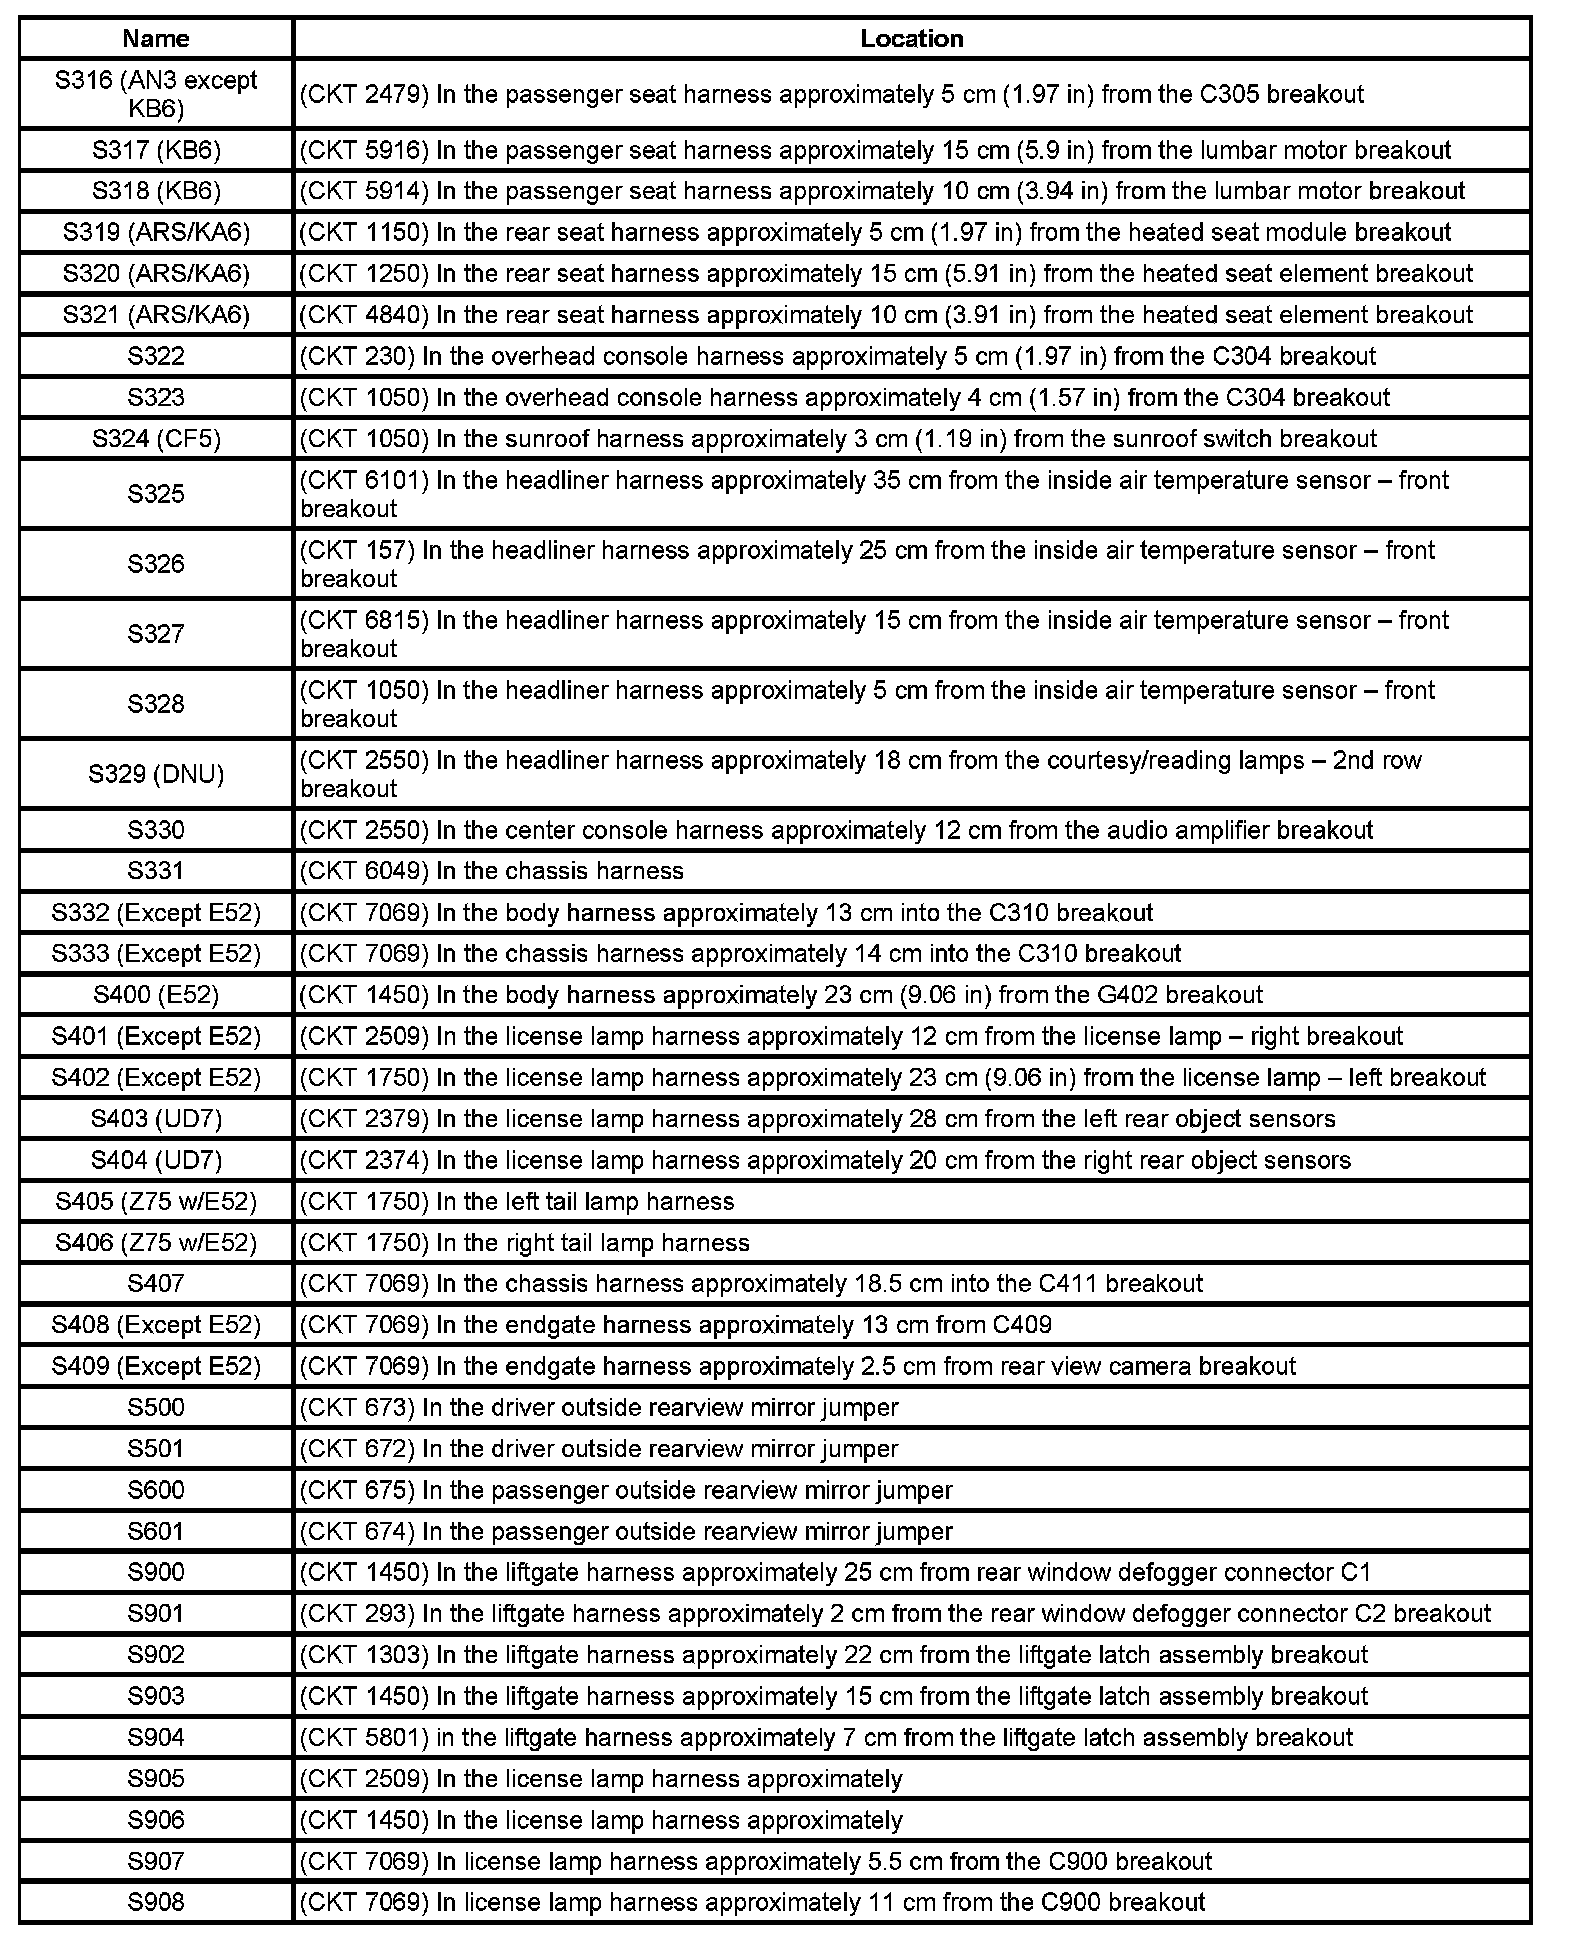 Name Location
S316 (AN3 except
KB6) (CKT 2479) In the passenger seat harness approximately 5 cm (1.97 in) from the C305 breakout
S317 (KB6) (CKT 5916) In the passenger seat harness approximately 15 cm (5.9 in) from the lumbar motor breakout
S318 (KB6) (CKT 5914) In the passenger seat harness approximately 10 cm (3.94 in) from the lumbar motor breakout
S319 (ARS/KA6) (CKT 1150) In the rear seat harness approximately 5 cm (1.97 in) from the heated seat module breakout
S320 (ARS/KA6) (CKT 1250) In the rear seat harness approximately 15 cm (5.91 in) from the heated seat element breakout
S321 (ARS/KA6) (CKT 4840) In the rear seat harness approximately 10 cm (3.91 in) from the heated seat element breakout
S322 (CKT 230) In the overhead console harness approximately 5 cm (1.97 in) from the C304 breakout
S323 (CKT 1050) In the overhead console harness approximately 4 cm (1.57 in) from the C304 breakout
S324 (CF5) (CKT 1050) In the sunroof harness approximately 3 cm (1.19 in) from the sunroof switch breakout
S325 (CKT 6101) In the headliner harness approximately 35 cm from the inside air temperature sensor – front
breakout
S326 (CKT 157) In the headliner harness approximately 25 cm from the inside air temperature sensor – front
breakout
S327 (CKT 6815) In the headliner harness approximately 15 cm from the inside air temperature sensor – front
breakout
S328 (CKT 1050) In the headliner harness approximately 5 cm from the inside air temperature sensor – front
breakout
S329 (DNU) (CKT 2550) In the headliner harness approximately 18 cm from the courtesy/reading lamps – 2nd row
breakout
S330 (CKT 2550) In the center console harness approximately 12 cm from the audio amplifier breakout
S331 (CKT 6049) In the chassis harness
S332 (Except E52) (CKT 7069) In the body harness approximately 13 cm into the C310 breakout
S333 (Except E52) (CKT 7069) In the chassis harness approximately 14 cm into the C310 breakout
S400 (E52) (CKT 1450) In the body harness approximately 23 cm (9.06 in) from the G402 breakout
S401 (Except E52) (CKT 2509) In the license lamp harness approximately 12 cm from the license lamp – right breakout
S402 (Except E52) (CKT 1750) In the license lamp harness approximately 23 cm (9.06 in) from the license lamp – left breakout
S403 (UD7) (CKT 2379) In the license lamp harness approximately 28 cm from the left rear object sensors
S404 (UD7) (CKT 2374) In the license lamp harness approximately 20 cm from the right rear object sensors
S405 (Z75 w/E52) (CKT 1750) In the left tail lamp harness
S406 (Z75 w/E52) (CKT 1750) In the right tail lamp harness
S407 (CKT 7069) In the chassis harness approximately 18.5 cm into the C411 breakout
S408 (Except E52) (CKT 7069) In the endgate harness approximately 13 cm from C409
S409 (Except E52) (CKT 7069) In the endgate harness approximately 2.5 cm from rear view camera breakout
S500 (CKT 673) In the driver outside rearview mirror jumper
S501 (CKT 672) In the driver outside rearview mirror jumper
S600 (CKT 675) In the passenger outside rearview mirror jumper
S601 (CKT 674) In the passenger outside rearview mirror jumper
S900 (CKT 1450) In the liftgate harness approximately 25 cm from rear window defogger connector C1
S901 (CKT 293) In the liftgate harness approximately 2 cm from the rear window defogger connector C2 breakout
S902 (CKT 1303) In the liftgate harness approximately 22 cm from the liftgate latch assembly breakout
S903 (CKT 1450) In the liftgate harness approximately 15 cm from the liftgate latch assembly breakout
S904 (CKT 5801) in the liftgate harness approximately 7 cm from the liftgate latch assembly breakout
S905 (CKT 2509) In the license lamp harness approximately
S906 (CKT 1450) In the license lamp harness approximately
S907 (CKT 7069) In license lamp harness approximately 5.5 cm from the C900 breakout
S908 (CKT 7069) In license lamp harness approximately 11 cm from the C900 breakout